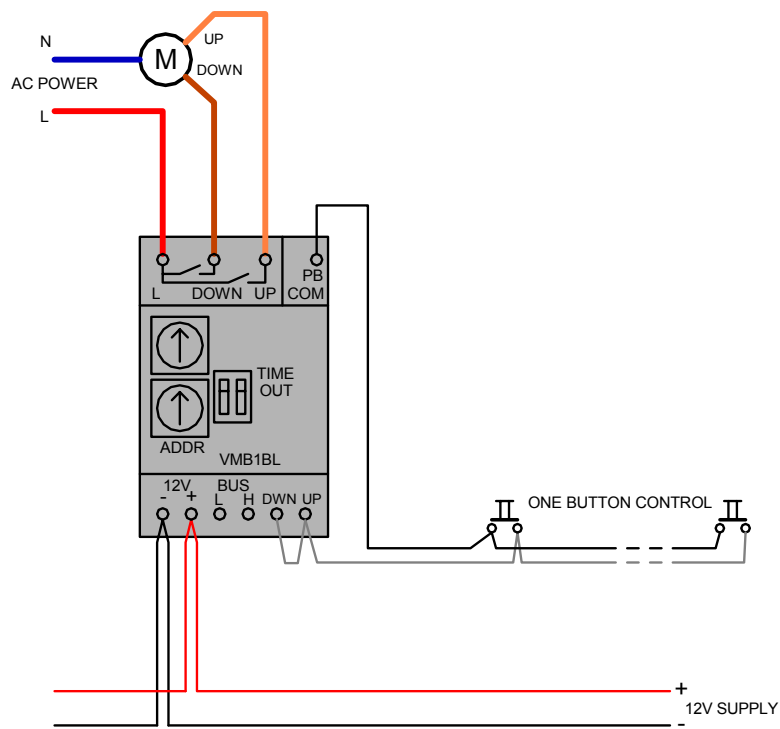 UP
N
M
DOWN
AC POWER
L
PB
L DOWN UP COM
TIME
OUT
ADDR
VMB1BL
12V BUS
- + L H DWN UP
ONE BUTTON CONTROL
+
12V SUPPLY
-